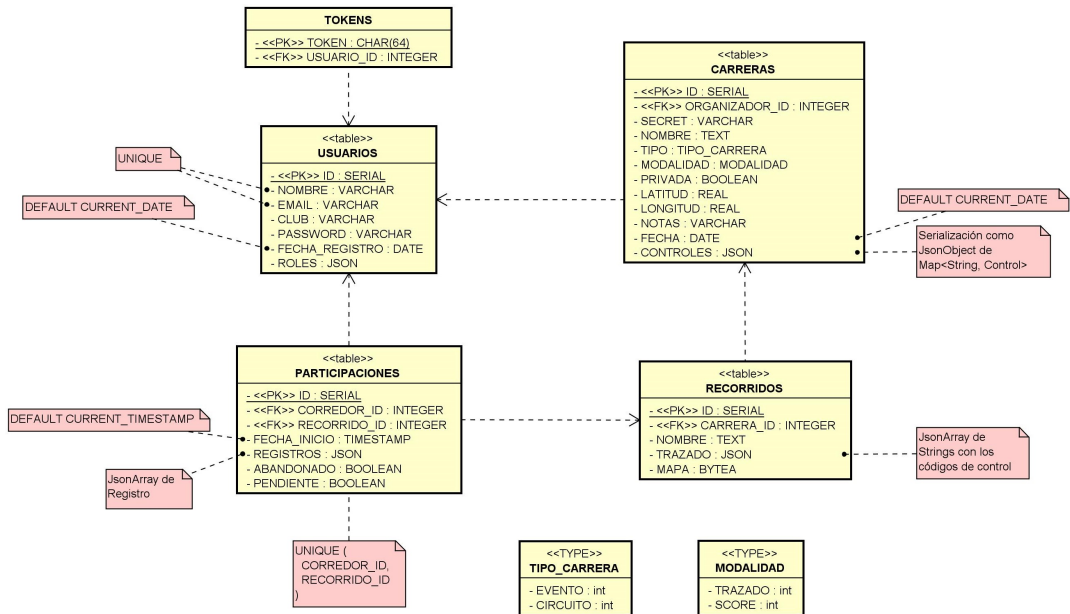 TOKENS
- <<PK>> TOKEN : CHAR(64)
- <<FK>> USUARIO_ID : INTEGER
<<table>>
CARRERAS
- <<PK>> ID : SERIAL
- <<FK>> ORGANIZADOR_ID : INTEGER
- SECRET : VARCHAR
- NOMBRE : TEXT
- TIPO : TIPO_CARRERA
- MODALIDAD : MODALIDAD
- PRIVADA : BOOLEAN
- LATITUD : REAL
- LONGITUD : REAL
- NOTAS : VARCHAR
- FECHA : DATE
- CONTROLES : JSON
<<table>>
USUARIOS
- <<PK>> ID : SERIAL
- NOMBRE : VARCHAR
- EMAIL : VARCHAR
- CLUB : VARCHAR
- PASSWORD : VARCHAR
- FECHA_REGISTRO : DATE
- ROLES : JSON
UNIQUE
DEFAULT CURRENT_DATE
DEFAULT CURRENT_DATE
Serialización como
JsonObject de
Map<String, Control>
<<table>>
PARTICIPACIONES
- <<PK>> ID : SERIAL
- <<FK>> CORREDOR_ID : INTEGER
- <<FK>> RECORRIDO_ID : INTEGER
- FECHA_INICIO : TIMESTAMP
- REGISTROS : JSON
- ABANDONADO : BOOLEAN
- PENDIENTE : BOOLEAN
DEFAULT CURRENT_TIMESTAMP
JsonArray de
Registro
<<table>>
RECORRIDOS
- <<PK>> ID : SERIAL
- <<FK>> CARRERA_ID : INTEGER
- NOMBRE : TEXT
- TRAZADO : JSON
- MAPA : BYTEA
JsonArray de
Strings con los
códigos de control
UNIQUE (
CORREDOR_ID,
RECORRIDO_ID
)
<<TYPE>>
TIPO_CARRERA
- EVENTO : int
- CIRCUITO : int
<<TYPE>>
MODALIDAD
- TRAZADO : int
- SCORE : int